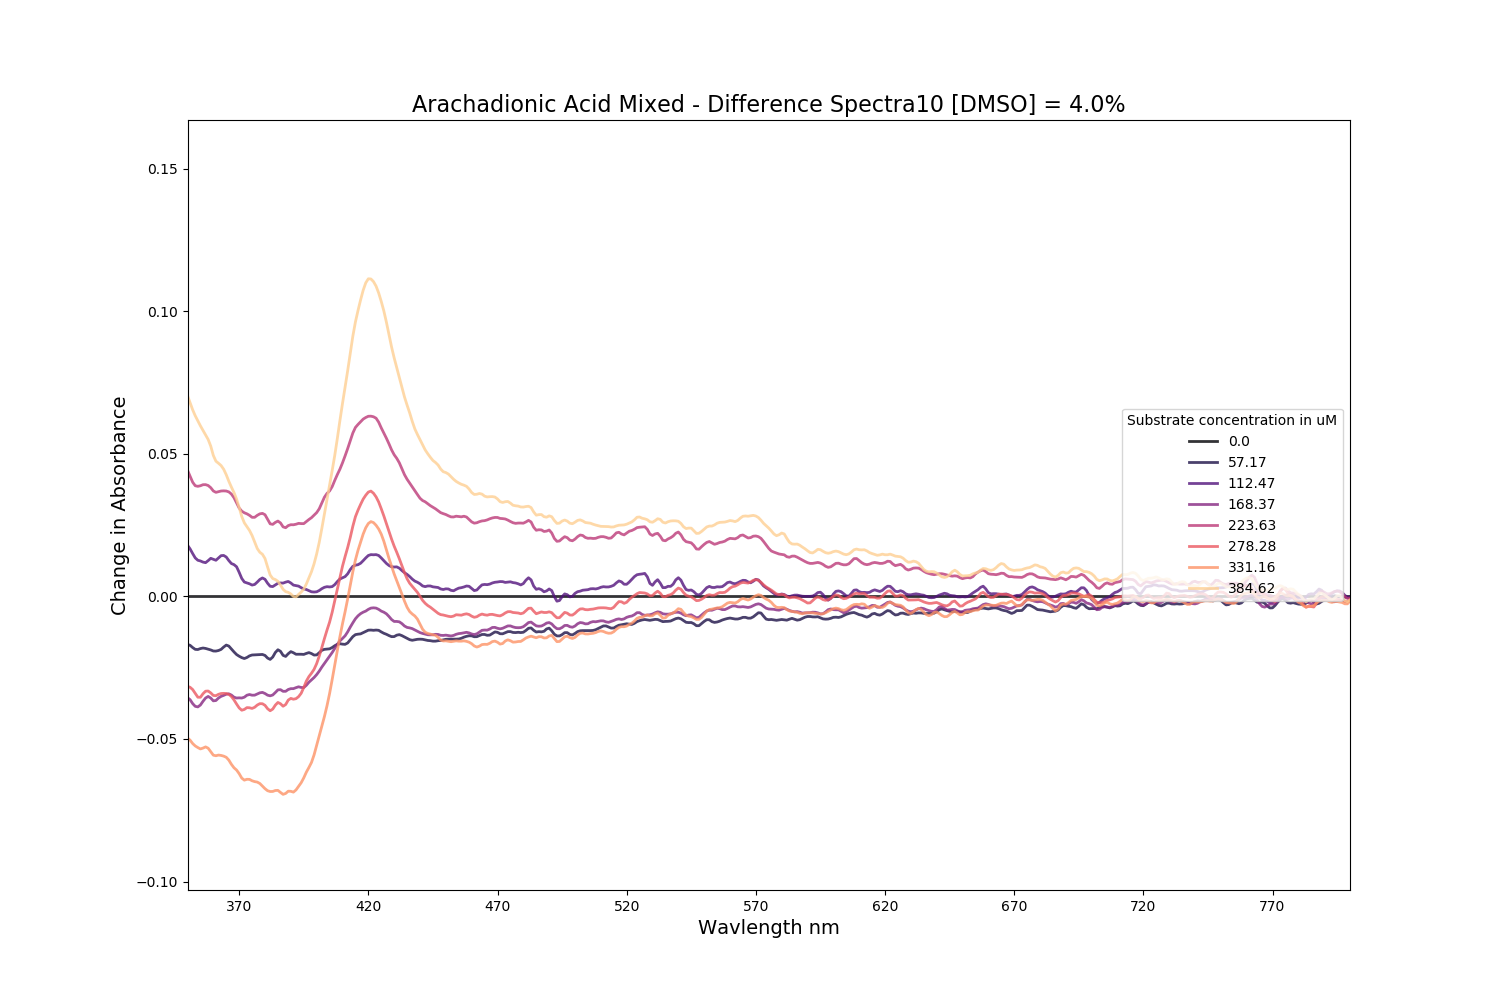 Arachadionic Acid Mixed - Difference Spectra10 [DMSO] = 4.0%
Change in Absorbance
0.15
0.10
0.05
0.00
−0.05
−0.10
Substrate concentration in uM
0.0
57.17
112.47
168.37
223.63
278.28
331.16
384.62
370 420 470 520 570 620 670 720 770
Wavlength nm